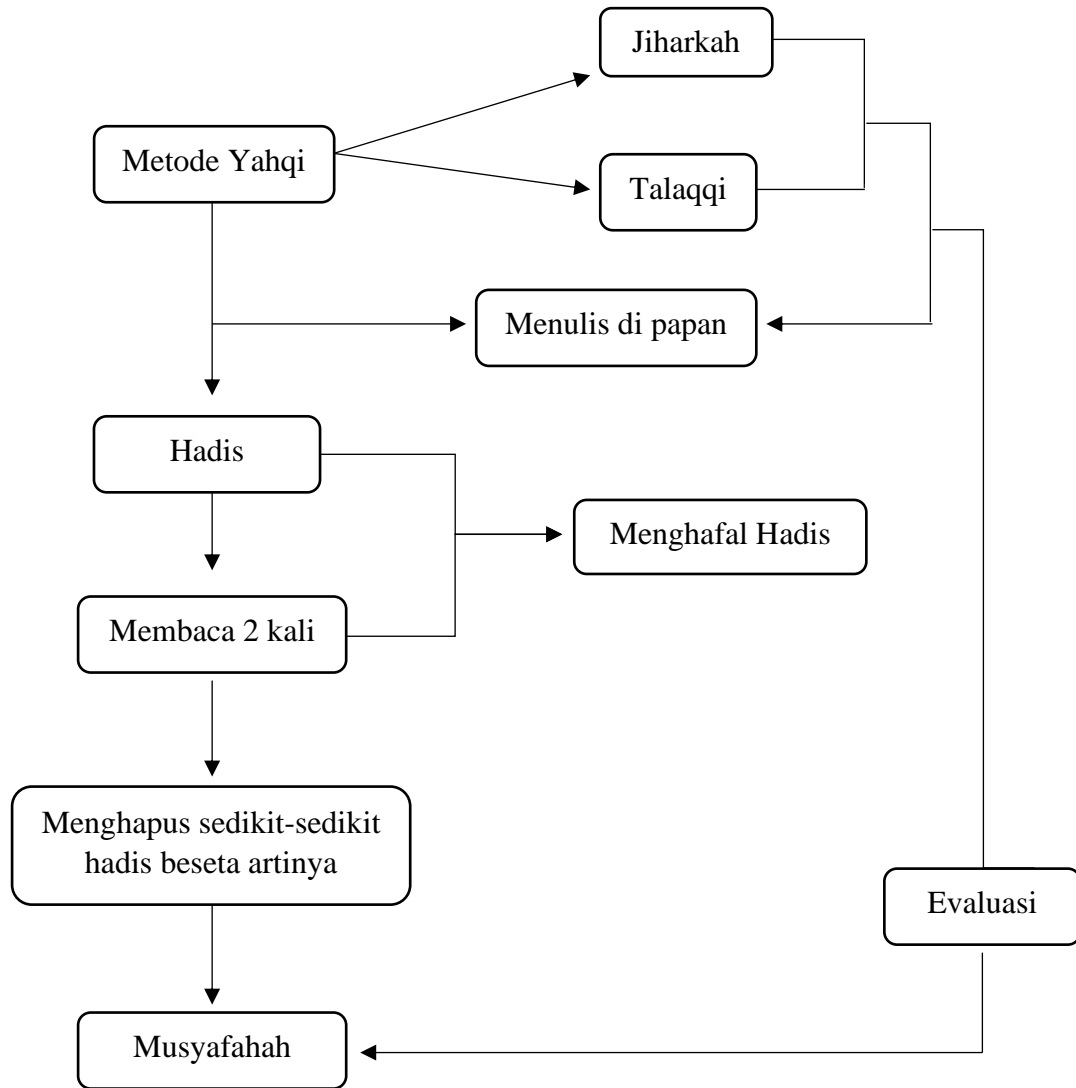 Jiharkah
Metode Yahqi
Talaqqi
Menulis di papan
Hadis
Menghafal Hadis
Membaca 2 kali
Menghapus sedikit-sedikit
hadis beseta artinya
Evaluasi
Musyafahah